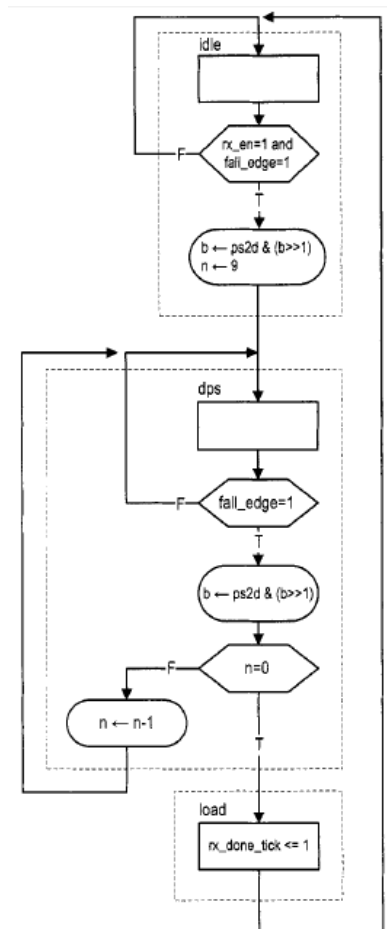 idle
rx_en=1 and
fall_edge=1
F
T
b ← ps2d & (b>>1)
n ← 9
dps
fall_edge=1
F
T
b ← ps2d & (b>>1)
n=0
F
n ← n-1
T
load
rx_done_tick <= 1